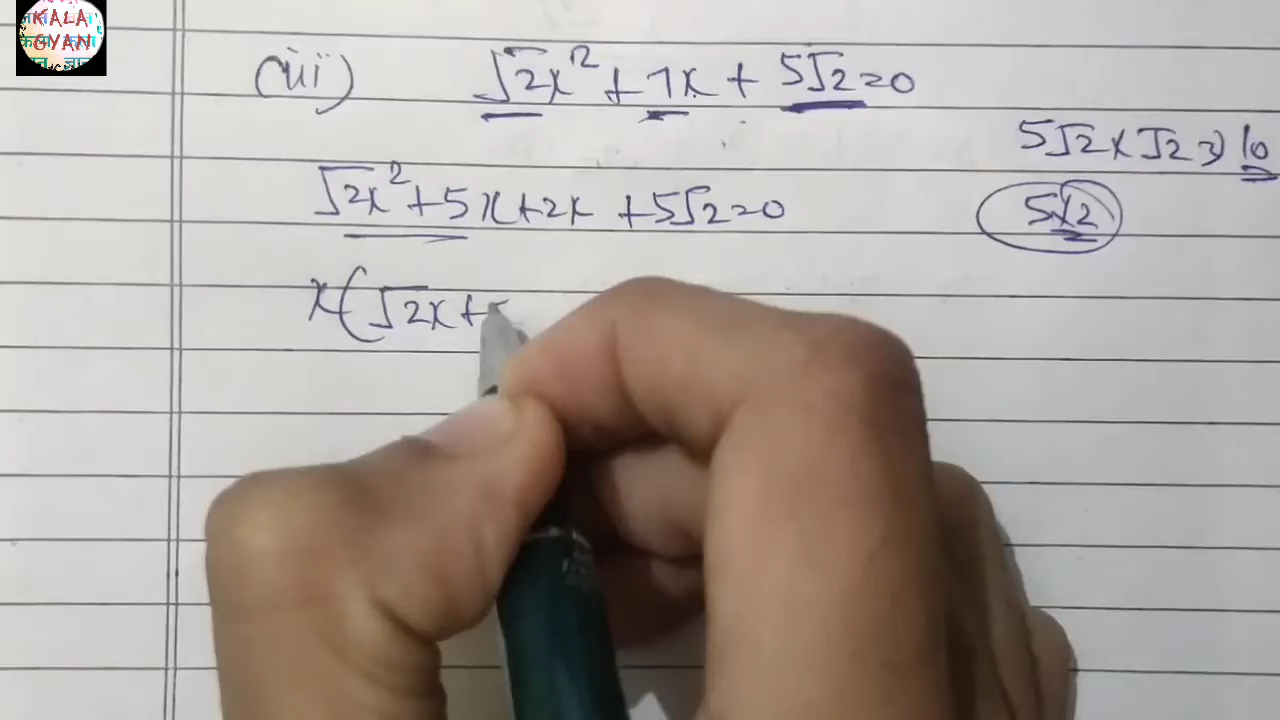 KALA
GYAN
(iii) √2x² + 7x + 5√2=0
5√2 x √2 ⇒ 10
√2x² + 5x + 2x + 5√2=0
5x2
x(√2x + 5